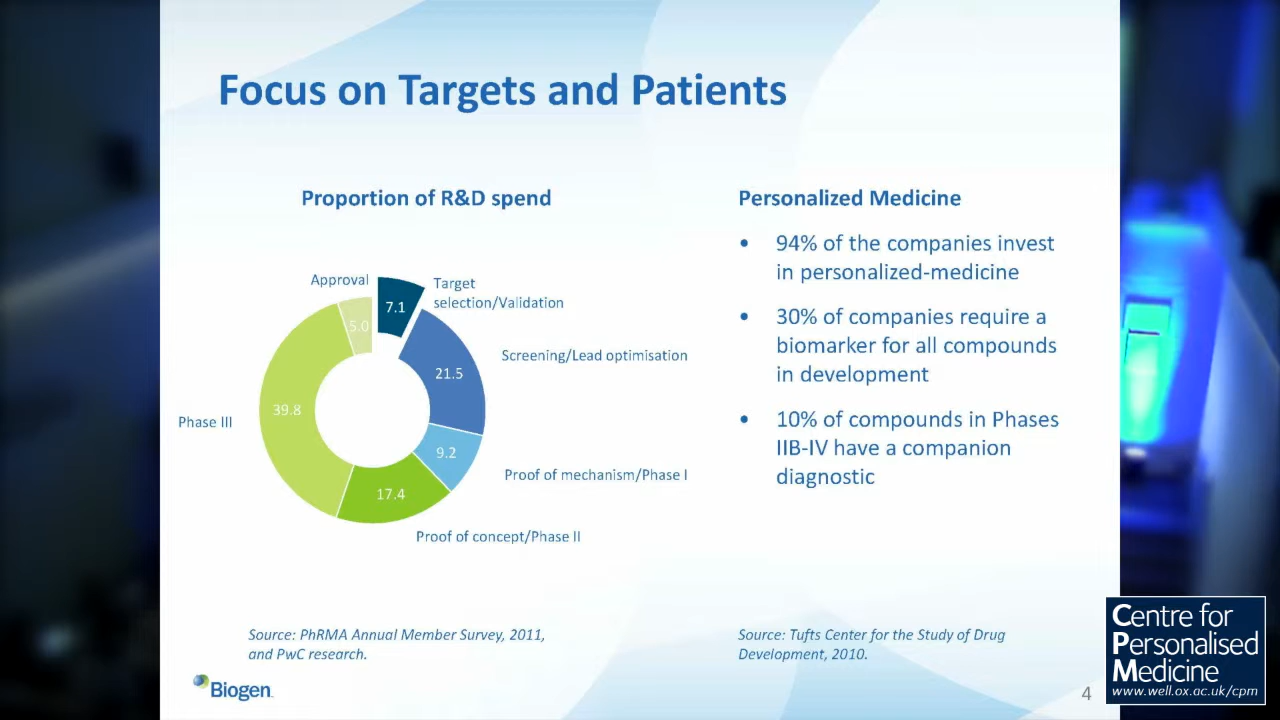 Focus on Targets and Patients
Proportion of R&D spend
Approval
Target
selection/Validation
7.1
5.0
Screening/Lead optimisation
21.5
39.8
Phase III
9.2
Proof of mechanism/Phase I
17.4
Proof of concept/Phase II
Source: PhRMA Annual Member Survey, 2011,
and PwC research.
Personalized Medicine
• 94% of the companies invest
in personalized-medicine
• 30% of companies require a
biomarker for all compounds
in development
• 10% of compounds in Phases
IIB-IV have a companion
diagnostic
Source: Tufts Center for the Study of Drug
Development, 2010.
Biogen
4
Centre for
Personalised
Medicine
www.well.ox.ac.uk/cpm